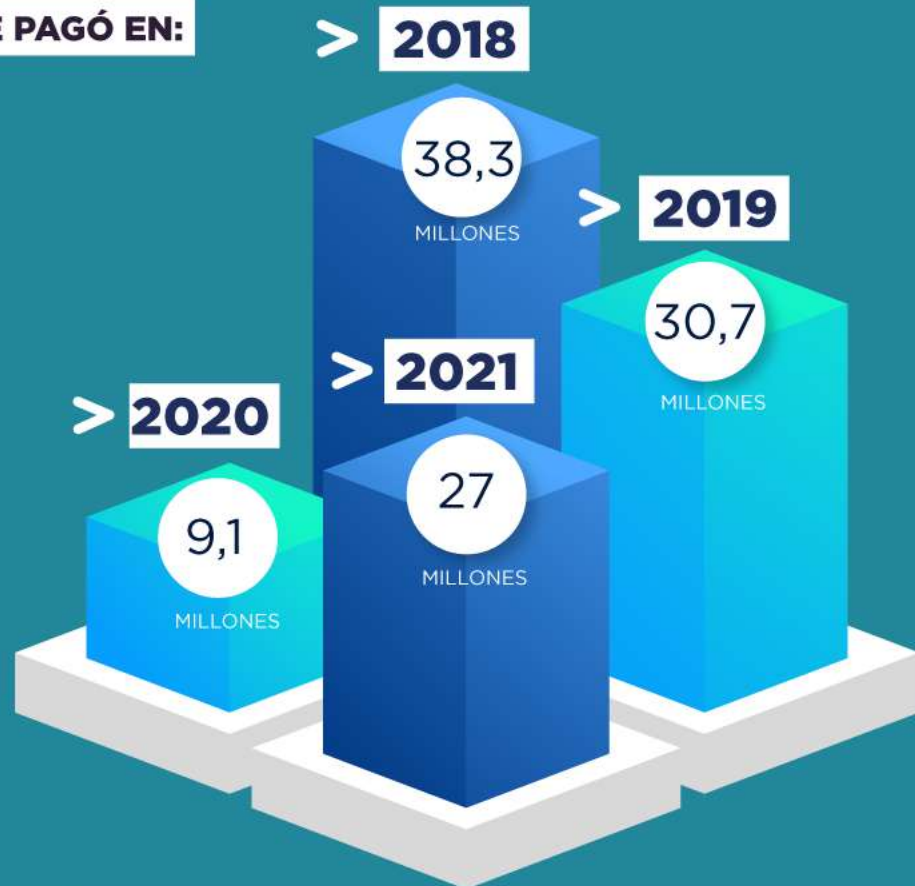 E PAGÓ EN:
> 2018
38,3
MILLONES
> 2019
30,7
MILLONES
> 2020
9,1
MILLONES
> 2021
27
MILLONES